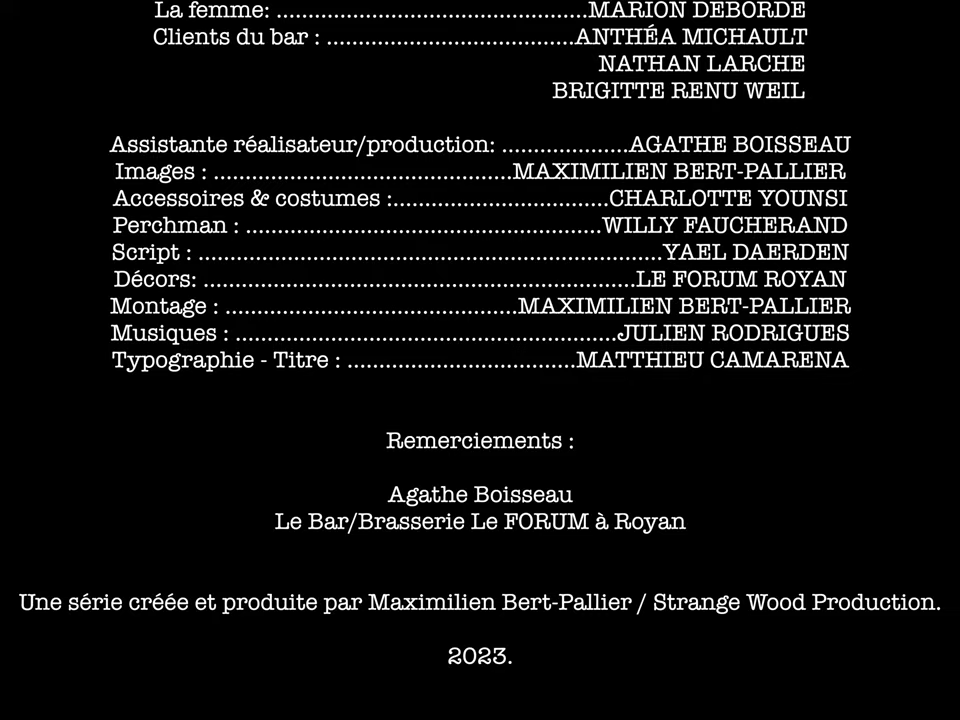 La femme: .................................................MARION DEBORDE
Clients du bar : .......................................ANTHÉA MICHAULT
NATHAN LARCHE
BRIGITTE RENU WEIL
Assistante réalisateur/production: ....................AGATHE BOISSEAU
Images : ...............................................MAXIMILIEN BERT-PALLIER
Accessoires & costumes :..................................CHARLOTTE YOUNSI
Perchman : ........................................................WILLY FAUCHERAND
Script : .........................................................................YAEL DAERDEN
Décors: ....................................................................LE FORUM ROYAN
Montage : ..............................................MAXIMILIEN BERT-PALLIER
Musiques : ............................................................JULIEN RODRIGUES
Typographie - Titre : ....................................MATTHIEU CAMARENA
Remerciements :
Agathe Boisseau
Le Bar/Brasserie Le FORUM à Royan
Une série créée et produite par Maximilien Bert-Pallier / Strange Wood Production.
2023.